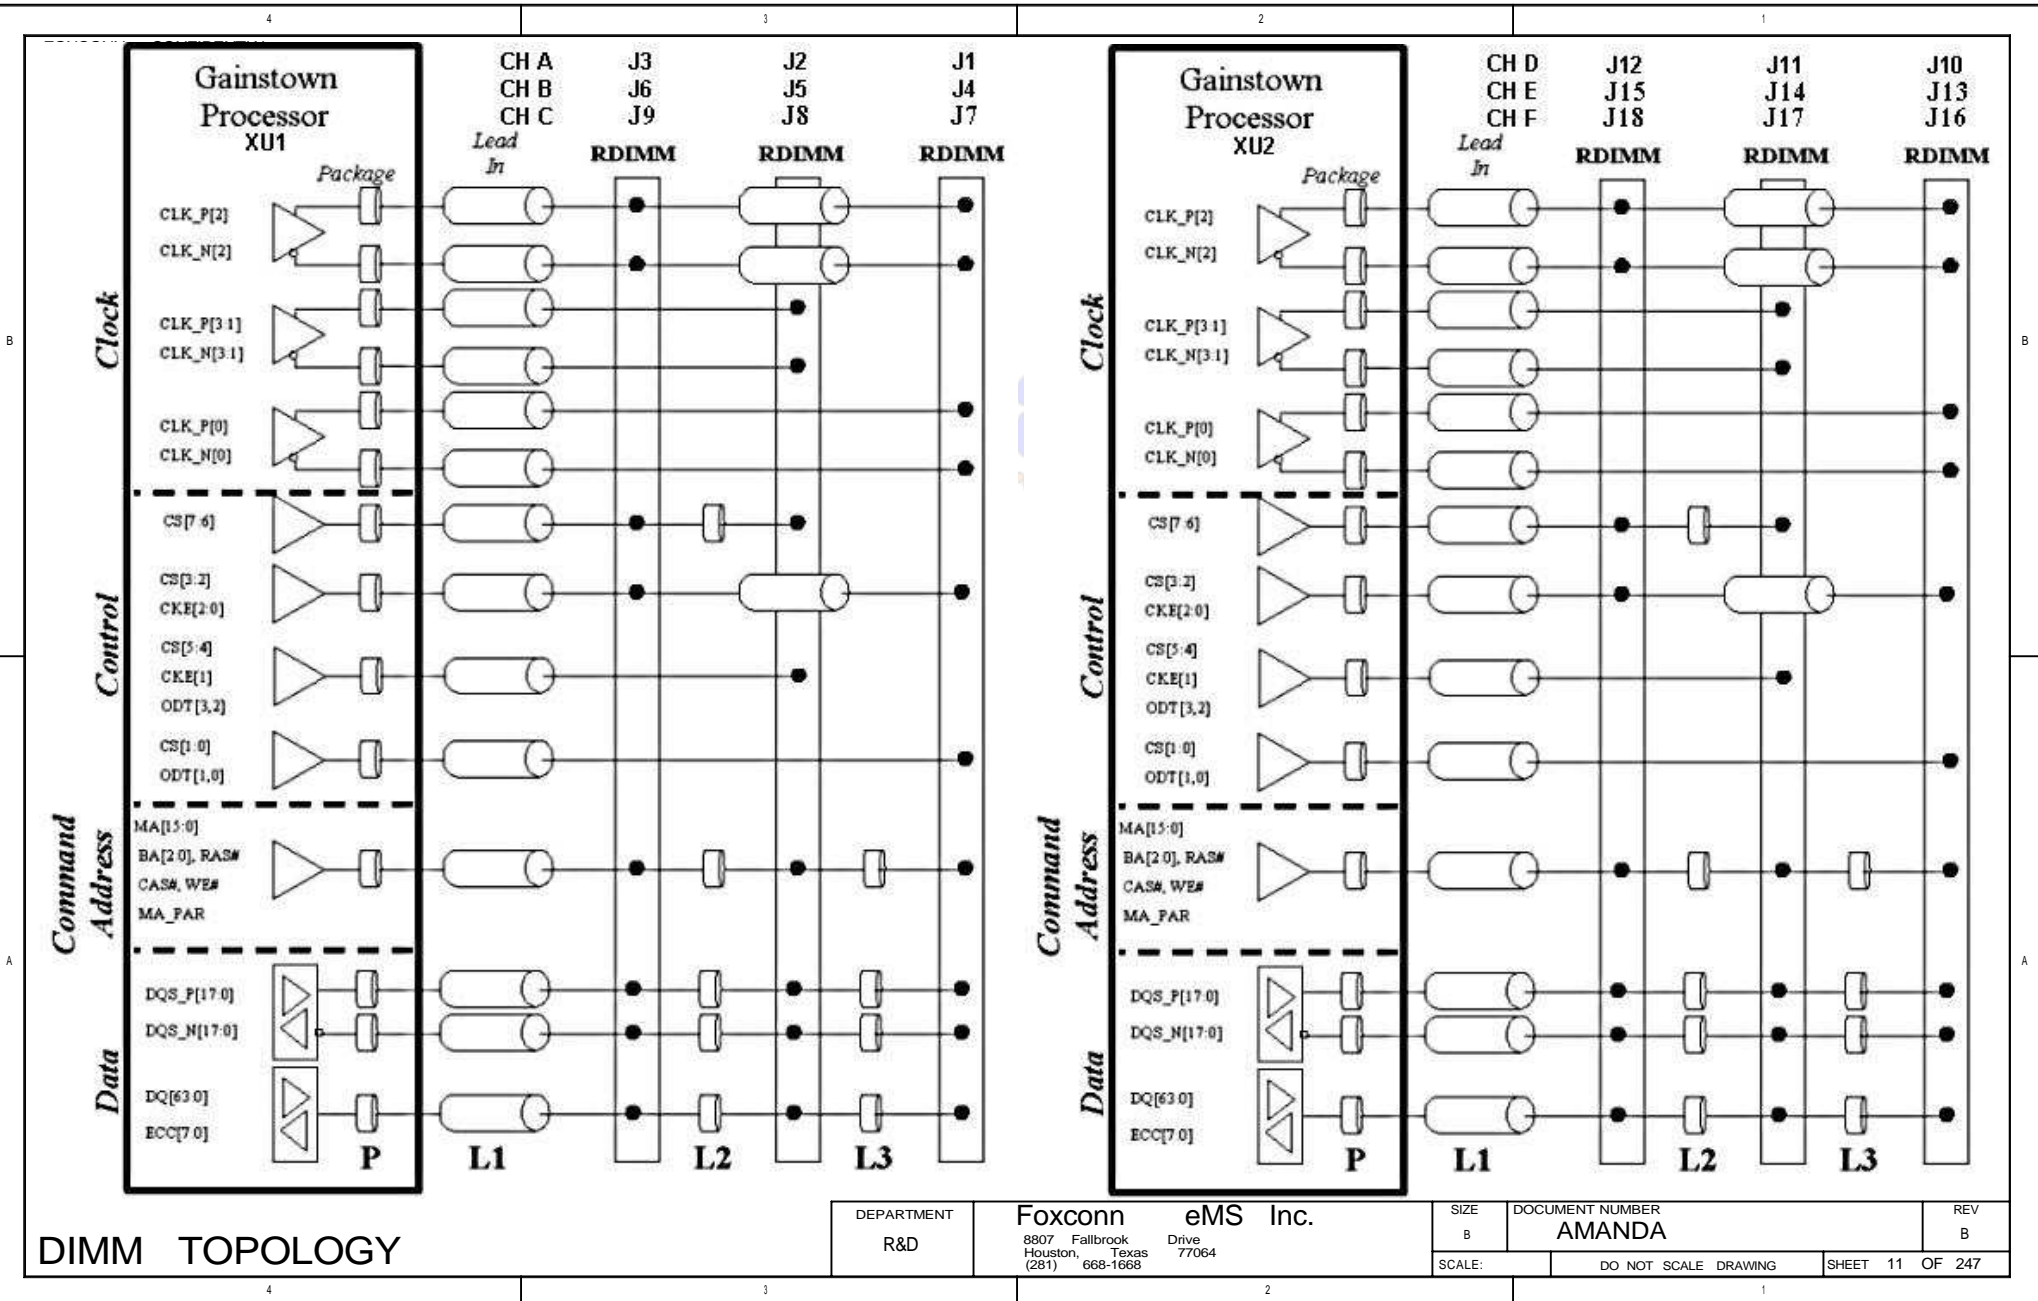 4 3 2 1
Gainstown
Processor
XU1
CH A J3 J2 J1
CH B J6 J5 J4
CH C J9 J8 J7
Lead
In
Package
RDIMM RDIMM RDIMM
Clock
CLK_P[2]
CLK_N[2]
CLK_P[3:1]
CLK_N[3:1]
CLK_P[0]
CLK_N[0]
Control
CS[7:6]
CS[3:2]
CKE[2:0]
CS[5:4]
CKE[1]
ODT[3,2]
CS[1:0]
ODT[1,0]
Command
Address
MA[15:0]
BA[2:0], RAS#
CAS#, WE#
MA_PAR
Data
DQS_P[17:0]
DQS_N[17:0]
DQ[63:0]
ECC[7:0]
P L1 L2 L3
Gainstown
Processor
XU2
CH D J12 J11 J10
CH E J15 J14 J13
CH F J18 J17 J16
Lead
In
Package
RDIMM RDIMM RDIMM
Clock
CLK_P[2]
CLK_N[2]
CLK_P[3:1]
CLK_N[3:1]
CLK_P[0]
CLK_N[0]
Control
CS[7:6]
CS[3:2]
CKE[2:0]
CS[5:4]
CKE[1]
ODT[3,2]
CS[1:0]
ODT[1,0]
Command
Address
MA[15:0]
BA[2:0], RAS#
CAS#, WE#
MA_PAR
Data
DQS_P[17:0]
DQS_N[17:0]
DQ[63:0]
ECC[7:0]
P L1 L2 L3
B B
A A
DIMM TOPOLOGY
DEPARTMENT
R&D
Foxconn eMS Inc.
8807 Fallbrook Drive
Houston, Texas 77064
(281) 668-1668
SIZE
B
DOCUMENT NUMBER
AMANDA
REV
B
SCALE:
DO NOT SCALE DRAWING
SHEET 11 OF 247
4 3 2 1